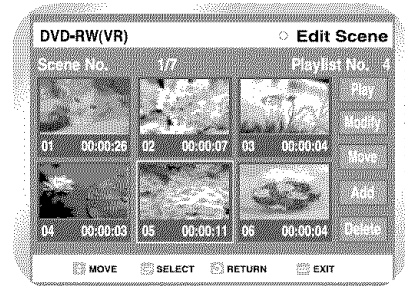 DVD-RW(VR) Edit Scene
Scene No. 1/7 Playlist No. 4
Play
Modify
Move
Add
Delete
01 00:00:26 02 00:00:07 03 00:00:04
04 00:00:03 05 00:00:11 06 00:00:04
MOVE SELECT RETURN EXIT